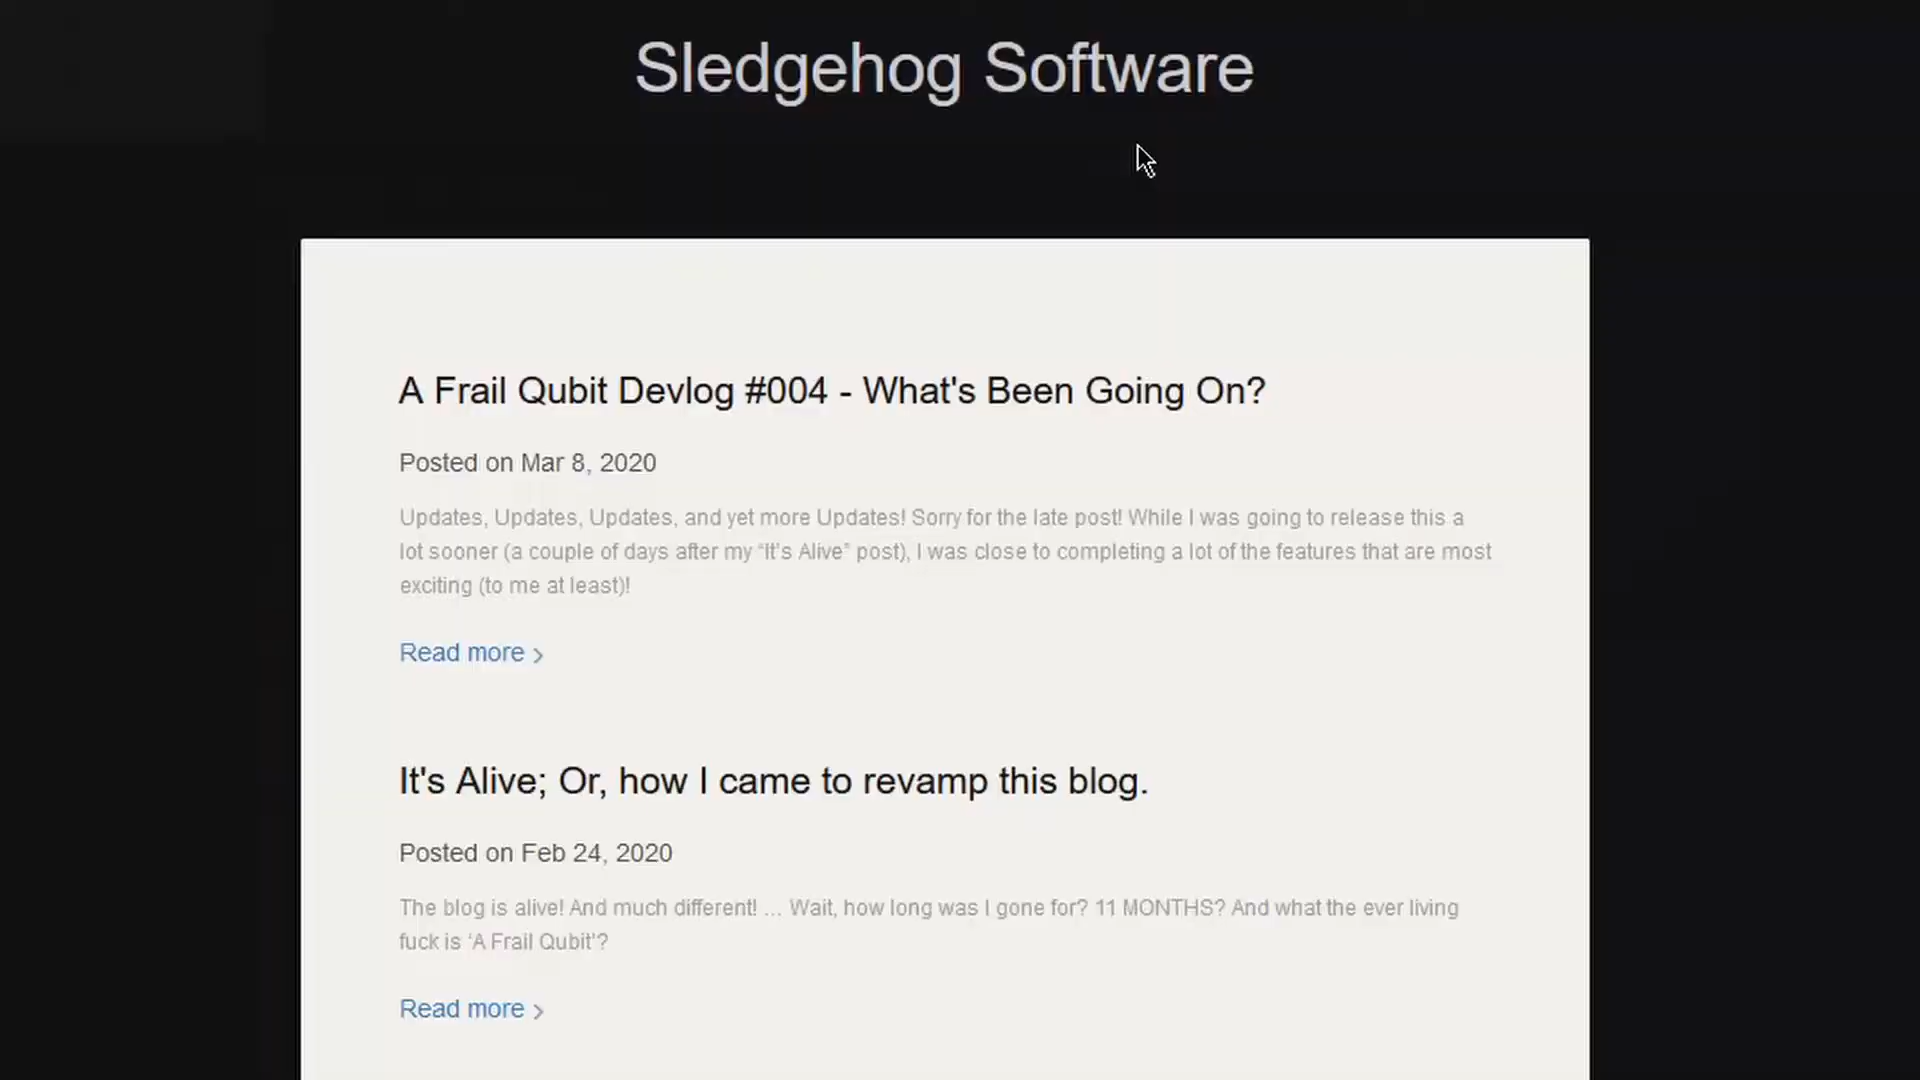 Sledgehog Software
A Frail Qubit Devlog #004 - What's Been Going On?
Posted on Mar 8, 2020
Updates, Updates, Updates, and yet more Updates! Sorry for the late post! While I was going to release this a
lot sooner (a couple of days after my “It’s Alive” post), I was close to completing a lot of the features that are most
exciting (to me at least)!
Read more >
It's Alive; Or, how I came to revamp this blog.
Posted on Feb 24, 2020
The blog is alive! And much different! … Wait, how long was I gone for? 11 MONTHS? And what the ever living
fuck is ‘A Frail Qubit’?
Read more >